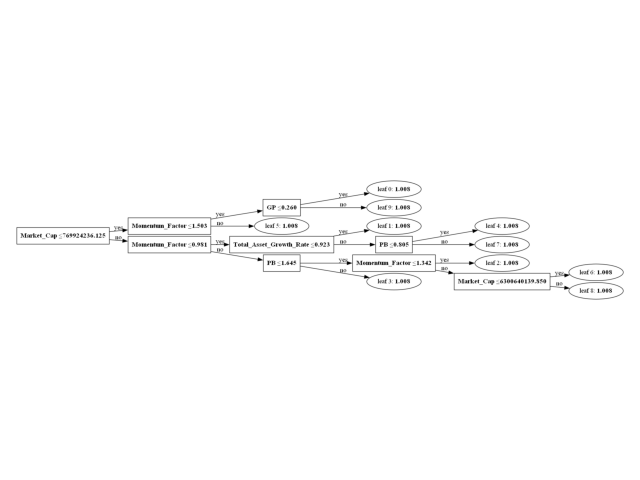 leaf 0: 1.008
yes
GP ≤0.260
yes
no
leaf 9: 1.008
Momentum_Factor ≤1.503
no
leaf 5: 1.008
yes
leaf 1: 1.008
yes
leaf 4: 1.008
Market_Cap ≤769924236.125
yes
no
Momentum_Factor ≤0.981
yes
Total_Asset_Growth_Rate ≤0.923
no
PB ≤0.805
no
leaf 7: 1.008
no
PB ≤1.645
yes
Momentum_Factor ≤1.342
yes
leaf 2: 1.008
no
leaf 3: 1.008
no
Market_Cap ≤6300640139.850
yes
leaf 6: 1.008
no
leaf 8: 1.008